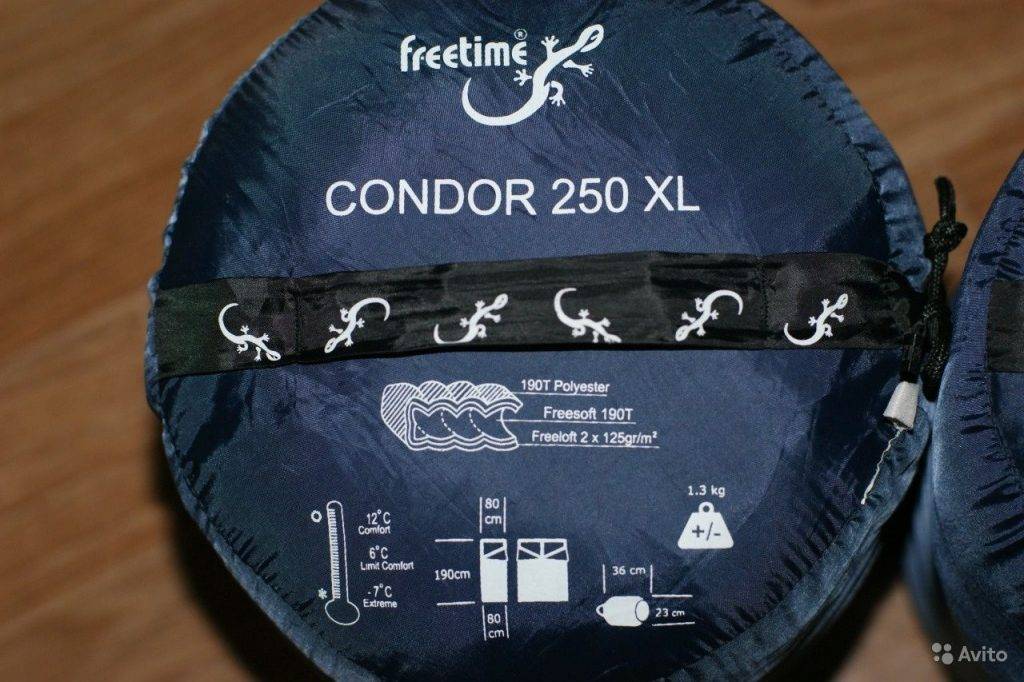 freetime®
CONDOR 250 XL
190T Polyester
Freesoft 190T
Freeloft 2 x 125gr/m²
12°C
Comfort
6°C
Limit Comfort
-7°C
Extreme
80
cm
190cm
80
cm
1.3 kg
+/-
36 cm
23 cm
Avito